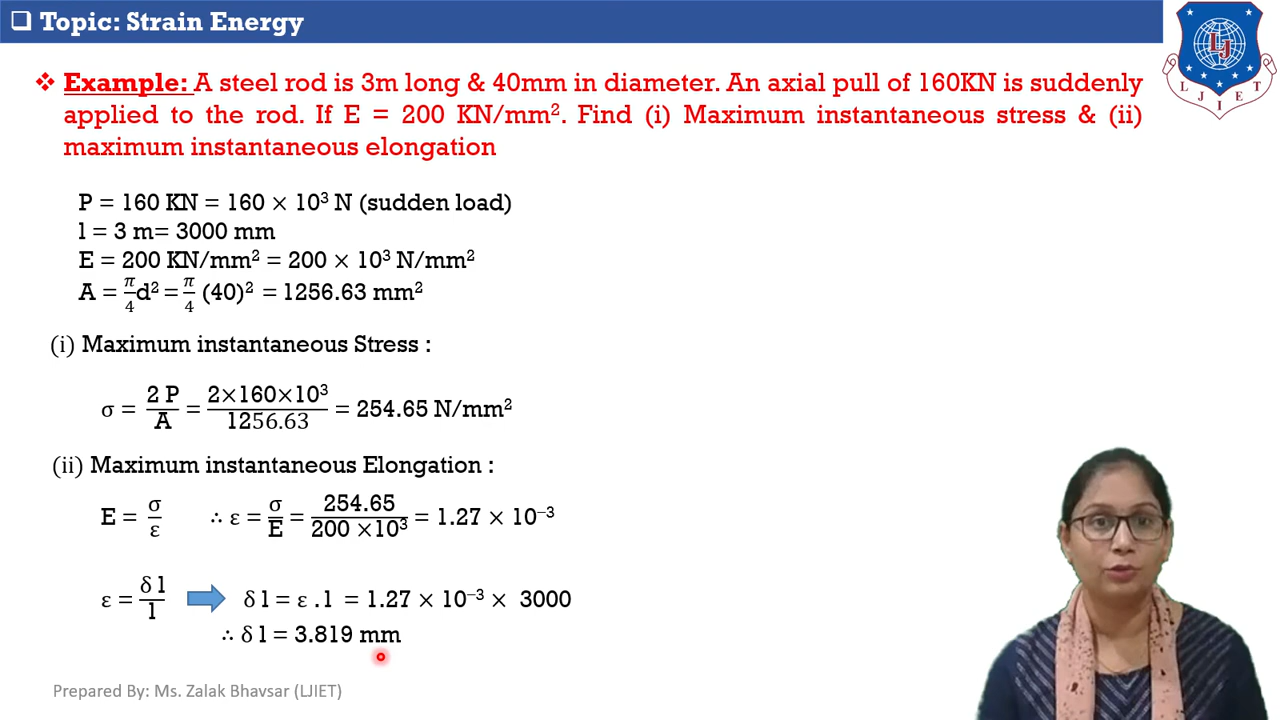 ❑ Topic: Strain Energy
L J I E T
❖ Example: A steel rod is 3m long & 40mm in diameter. An axial pull of 160KN is suddenly
applied to the rod. If E = 200 KN/mm². Find (i) Maximum instantaneous stress & (ii)
maximum instantaneous elongation
P = 160 KN = 160 × 10³ N (sudden load)
l = 3 m= 3000 mm
E = 200 KN/mm² = 200 × 10³ N/mm²
A = π/4 d² = π/4 (40)² = 1256.63 mm²
(i) Maximum instantaneous Stress :
σ = 2 P/A = 2×160×10³/1256.63 = 254.65 N/mm²
(ii) Maximum instantaneous Elongation :
E = σ/ε ∴ ε = σ/E = 254.65/200 ×10³ = 1.27 × 10⁻³
ε = δ l/l δ l = ε . l = 1.27 × 10⁻³ × 3000
∴ δ l = 3.819 mm
Prepared By: Ms. Zalak Bhavsar (LJIET)